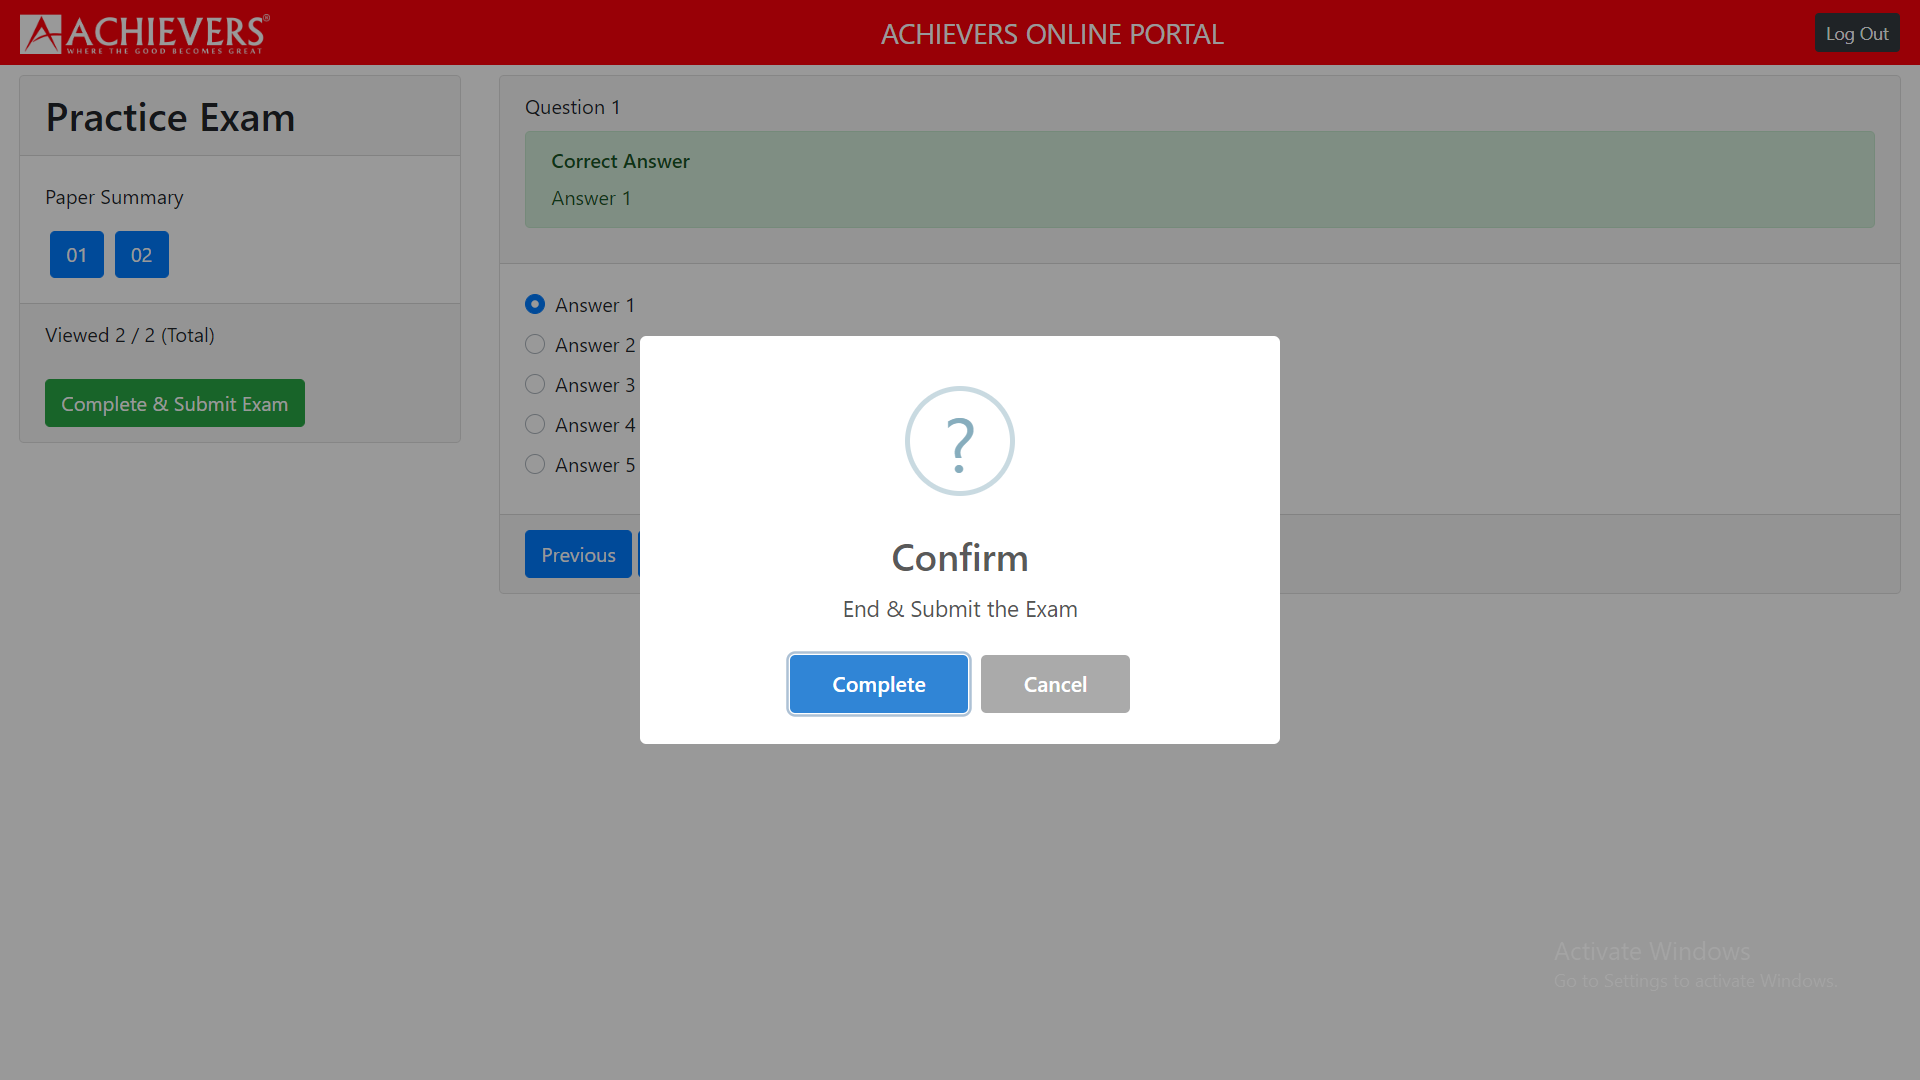 ACHIEVERS®
WHERE THE GOOD BECOMES GREAT
ACHIEVERS ONLINE PORTAL
Log Out
Practice Exam
Paper Summary
01 02
Viewed 2 / 2 (Total)
Complete & Submit Exam
Question 1
Correct Answer
Answer 1
Answer 1
Answer 2
Answer 3
Answer 4
Answer 5
Previous
?
Confirm
End & Submit the Exam
Complete Cancel
Activate Windows
Go to Settings to activate Windows.